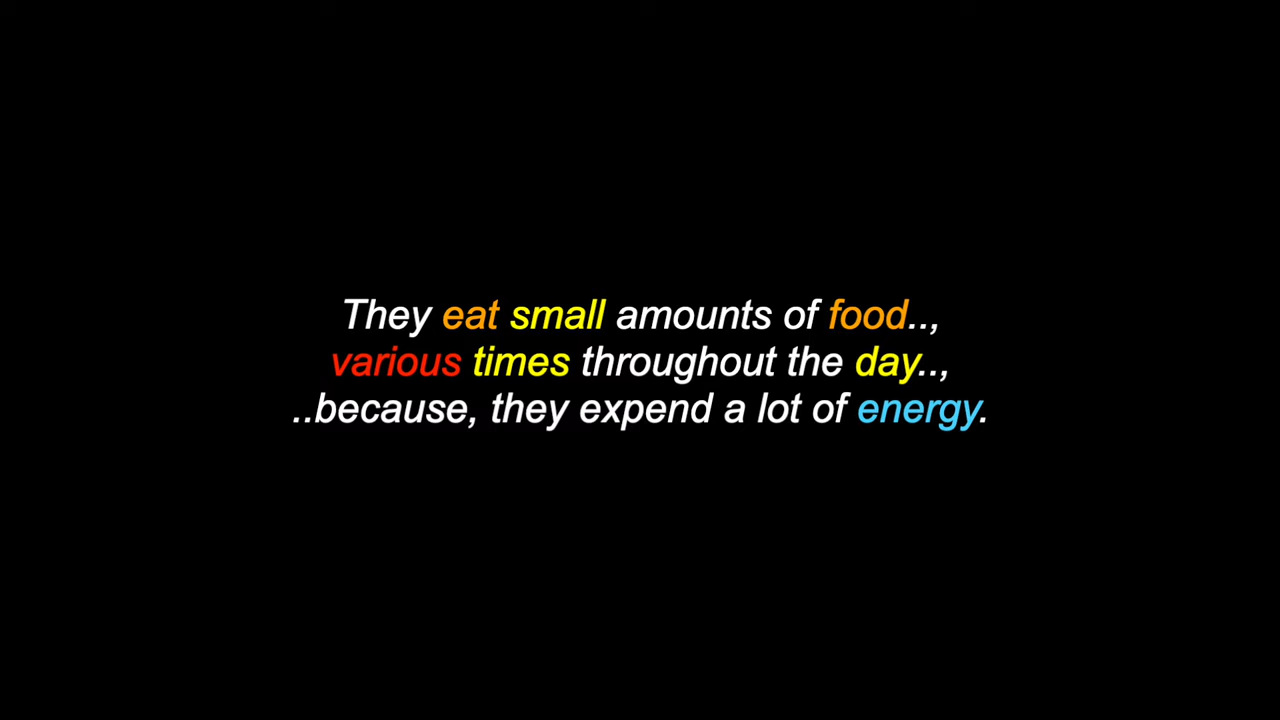 They eat small amounts of food..,
various times throughout the day..,
..because, they expend a lot of energy.